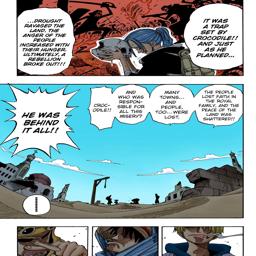 IT WAS
A TRAP
SET BY
CROCODILE!!
AND JUST
AS HE
PLANNED...
...DROUGHT
RAVAGED THE
LAND. THE
ANGER OF THE
PEOPLE
INCREASED WITH
THEIR HUNGER.
ULTIMATELY, A
REBELLION
BROKE OUT!!!
THE PEOPLE
LOST FAITH IN
THE ROYAL
FAMILY, AND THE
PEACE OF
THE LAND WAS
SHATTERED!!
MANY
TOWNS...
AND
PEOPLE,
TOO... WERE
LOST.
AND WHO
WAS
RESPON-
SIBLE FOR
ALL THIS
MISERY?
CROC-
ODILE!!
HE WAS
BEHIND
IT ALL!!